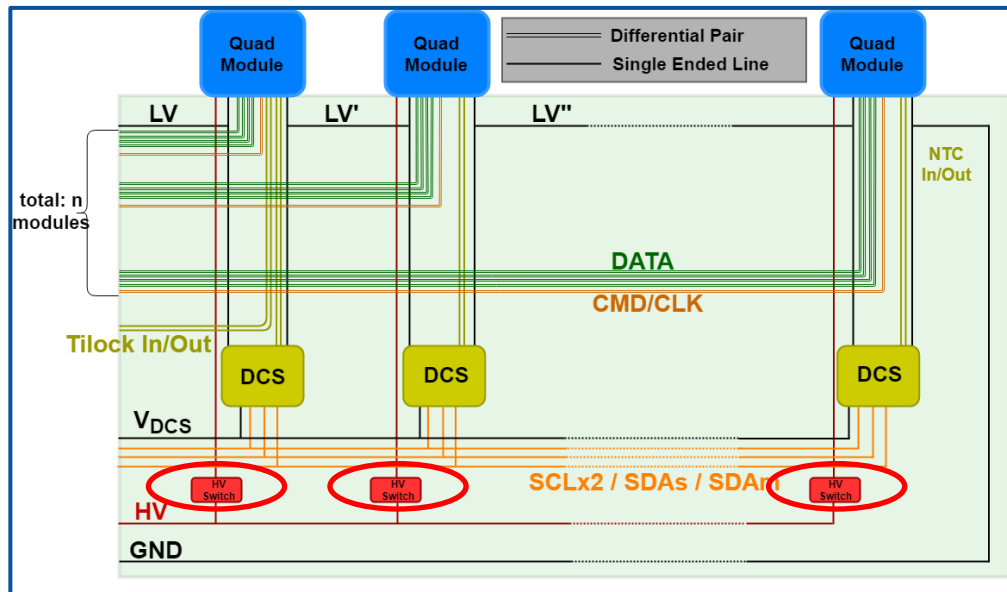 Quad
Module
Quad
Module
Differential Pair
Single Ended Line
Quad
Module
LV
LV'
LV''
NTC
In/Out
total: n
modules
DATA
CMD/CLK
Tilock In/Out
DCS
DCS
DCS
VDCS
SCLx2 / SDAs / SDAm
HV
Switch
HV
Switch
HV
Switch
HV
GND